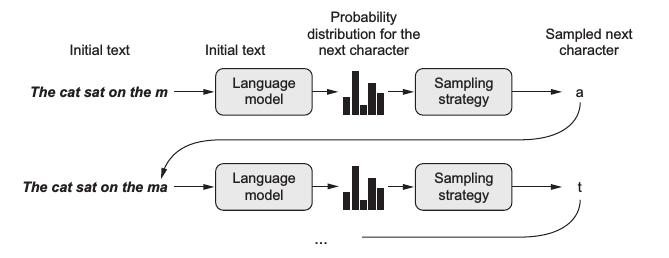 Initial text
Initial text
Probability
distribution for the
next character
Sampled next
character
The cat sat on the m
Language
model
Sampling
strategy
a
The cat sat on the ma
Language
model
Sampling
strategy
t
...